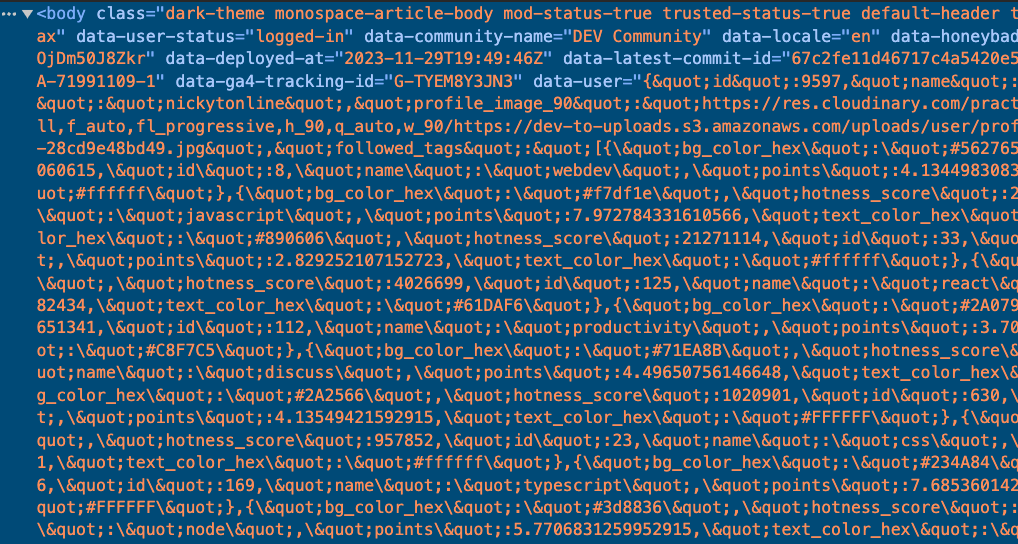 ··· ▼<body class="dark-theme monospace-article-body mod-status-true trusted-status-true default-header t
ax" data-user-status="logged-in" data-community-name="DEV Community" data-locale="en" data-honeybad
OjDm50J8Zkr" data-deployed-at="2023-11-29T19:49:46Z" data-latest-commit-id="67c2fe11d46717c4a5420e5
A-71991109-1" data-ga4-tracking-id="G-TYEM8Y3JN3" data-user="{&quot;id&quot;:9597,&quot;name&quot;:
&quot;:&quot;nickytonline&quot;,&quot;profile_image_90&quot;:&quot;https://res.cloudinary.com/pract
ll,f_auto,fl_progressive,h_90,q_auto,w_90/https://dev-to-uploads.s3.amazonaws.com/uploads/user/prof
-28cd9e48bd49.jpg&quot;,&quot;followed_tags&quot;:&quot;[{\&quot;bg_color_hex\&quot;:\&quot;#562765
060615,\&quot;id\&quot;:8,\&quot;name\&quot;:\&quot;webdev\&quot;,\&quot;points\&quot;:4.1344983083
uot;#ffffff\&quot;},{\&quot;bg_color_hex\&quot;:\&quot;#f7df1e\&quot;,\&quot;hotness_score\&quot;:2
\&quot;:\&quot;javascript\&quot;,\&quot;points\&quot;:7.972784331610566,\&quot;text_color_hex\&quot
lor_hex\&quot;:\&quot;#890606\&quot;,\&quot;hotness_score\&quot;:21271114,\&quot;id\&quot;:33,\&quo
t;,\&quot;points\&quot;:2.829252107152723,\&quot;text_color_hex\&quot;:\&quot;#ffffff\&quot;},{\&qu
,\&quot;hotness_score\&quot;:4026699,\&quot;id\&quot;:125,\&quot;name\&quot;:\&quot;react\&quo
82434,\&quot;text_color_hex\&quot;:\&quot;#61DAF6\&quot;},{\&quot;bg_color_hex\&quot;:\&quot;#2A079
651341,\&quot;id\&quot;:112,\&quot;name\&quot;:\&quot;productivity\&quot;,\&quot;points\&quot;:3.70
ot;:\&quot;#C8F7C5\&quot;},{\&quot;bg_color_hex\&quot;:\&quot;#71EA8B\&quot;,\&quot;hotness_score\&
uot;name\&quot;:\&quot;discuss\&quot;,\&quot;points\&quot;:4.49650756146648,\&quot;text_color_hex\&
g_color_hex\&quot;:\&quot;#2A2566\&quot;,\&quot;hotness_score\&quot;:1020901,\&quot;id\&quot;:630,\
t;,\&quot;points\&quot;:4.13549421592915,\&quot;text_color_hex\&quot;:\&quot;#FFFFFF\&quot;},{\&quo
quot;,\&quot;hotness_score\&quot;:957852,\&quot;id\&quot;:23,\&quot;name\&quot;:\&quot;css\&quot;,\
1,\&quot;text_color_hex\&quot;:\&quot;#ffffff\&quot;},{\&quot;bg_color_hex\&quot;:\&quot;#234A84\&q
6,\&quot;id\&quot;:169,\&quot;name\&quot;:\&quot;typescript\&quot;,\&quot;points\&quot;:7.685360142
quot;#FFFFFF\&quot;},{\&quot;bg_color_hex\&quot;:\&quot;#3d8836\&quot;,\&quot;hotness_score\&quot;:
\&quot;:\&quot;node\&quot;,\&quot;points\&quot;:5.7706831259952915,\&quot;text_color_hex\&quot;:\&q